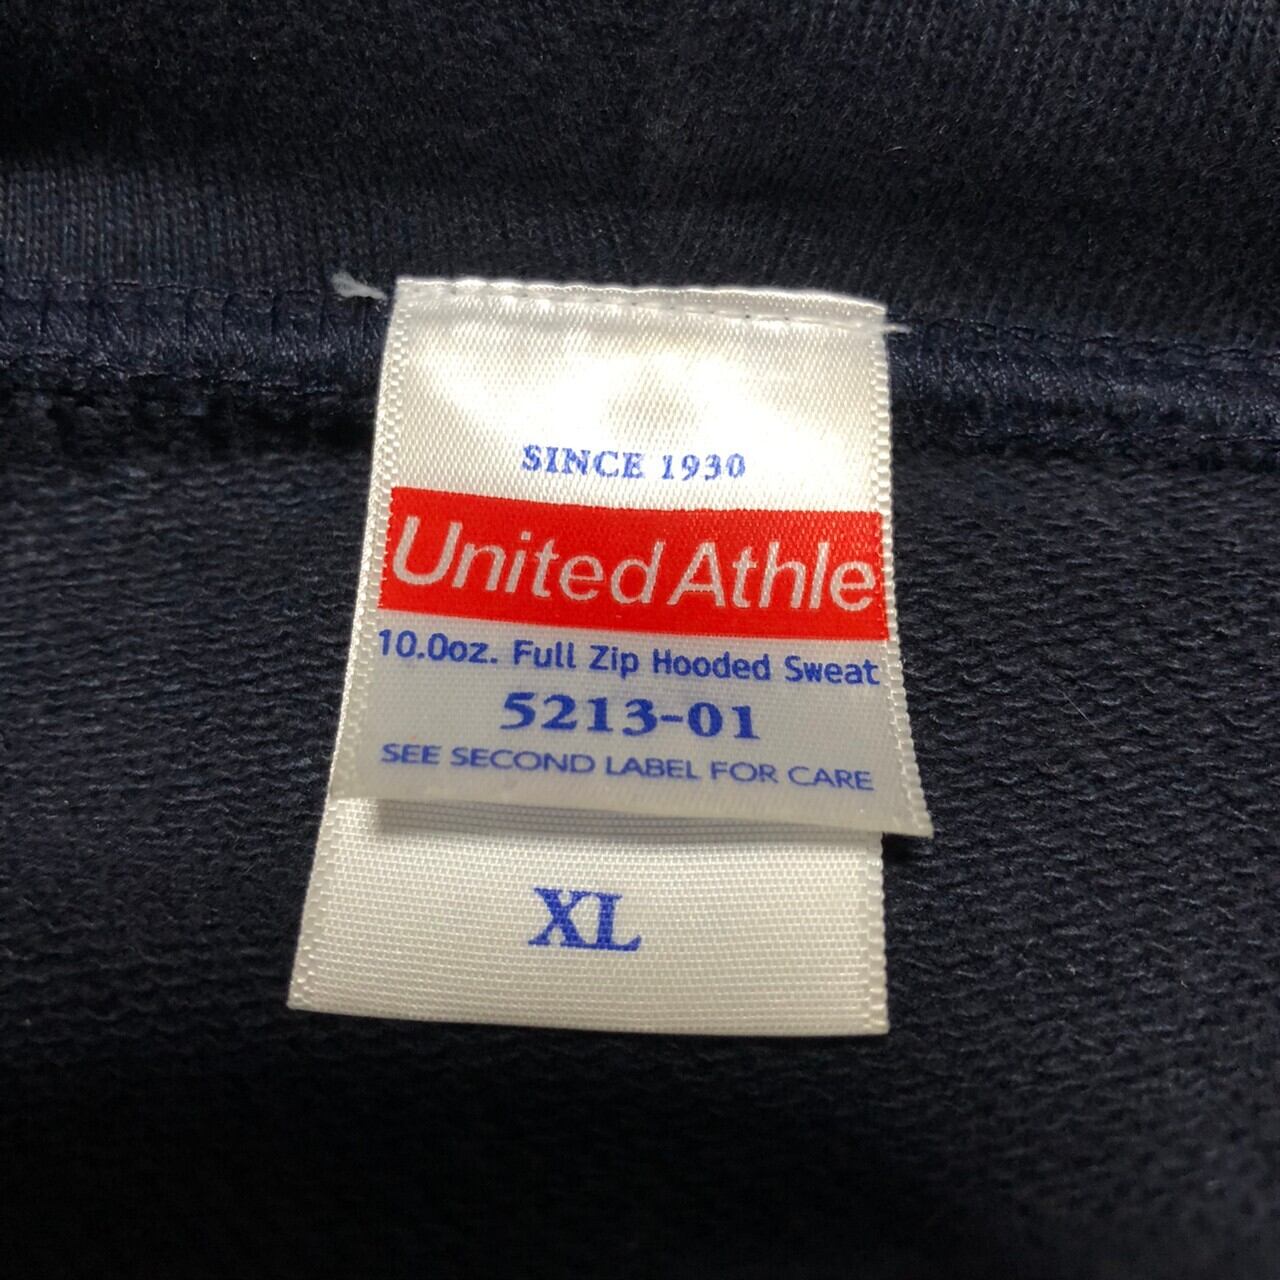 SINCE 1930
United Athle
10.0oz. Full Zip Hooded Sweat
5213-01
SEE SECOND LABEL FOR CARE
XL